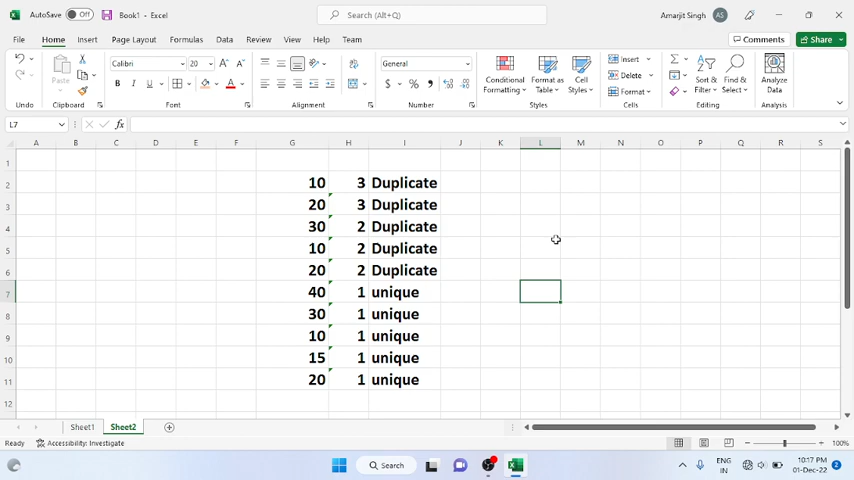 AutoSave Off Book1 - Excel Search (Alt+Q) Amarjit Singh AS
File Home Insert Page Layout Formulas Data Review View Help Team Comments Share
Calibri 20 General Insert
Paste B I U $ % Conditional Formatting Format as Table Cell Styles Delete Format Sort & Filter Find & Select Analyze Data
Undo Clipboard Font Alignment Number Styles Cells Editing Analysis
L7 fx
A B C D E F G H I J K L M N O P Q R S
1
2 10 3 Duplicate
3 20 3 Duplicate
4 30 2 Duplicate
5 10 2 Duplicate
6 20 2 Duplicate
7 40 1 unique
8 30 1 unique
9 10 1 unique
10 15 1 unique
11 20 1 unique
12
Sheet1 Sheet2
Ready Accessibility: Investigate 100%
Search ENG IN 10:17 PM 01-Dec-22 2